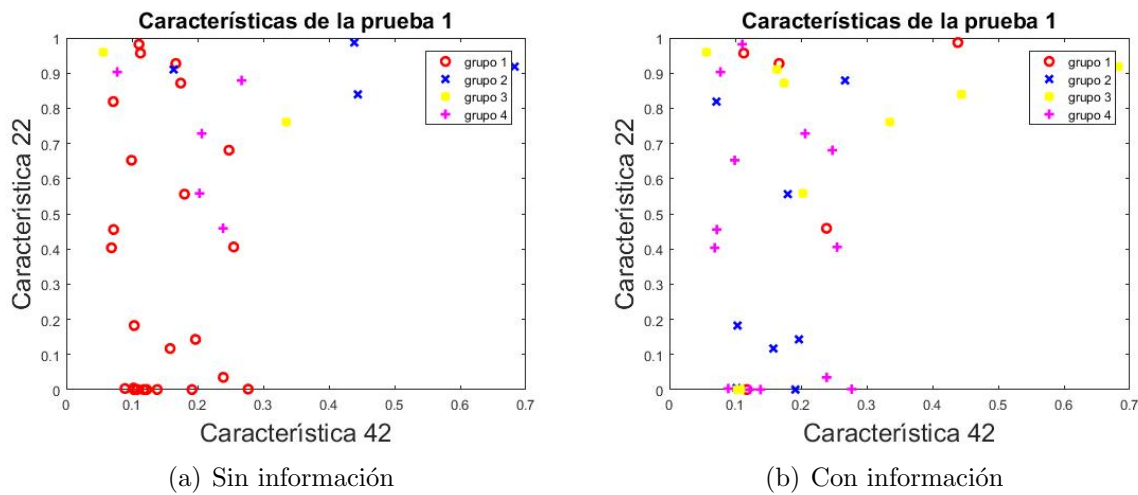 Características de la prueba 1
1
0.9
0.8
0.7
0.6
0.5
0.4
0.3
0.2
0.1
0
Característica 22
grupo 1
grupo 2
grupo 3
grupo 4
0 0.1 0.2 0.3 0.4 0.5 0.6 0.7
Característica 42
(a) Sin información
Características de la prueba 1
1
0.9
0.8
0.7
0.6
0.5
0.4
0.3
0.2
0.1
0
Característica 22
grupo 1
grupo 2
grupo 3
grupo 4
0 0.1 0.2 0.3 0.4 0.5 0.6 0.7
Característica 42
(b) Con información